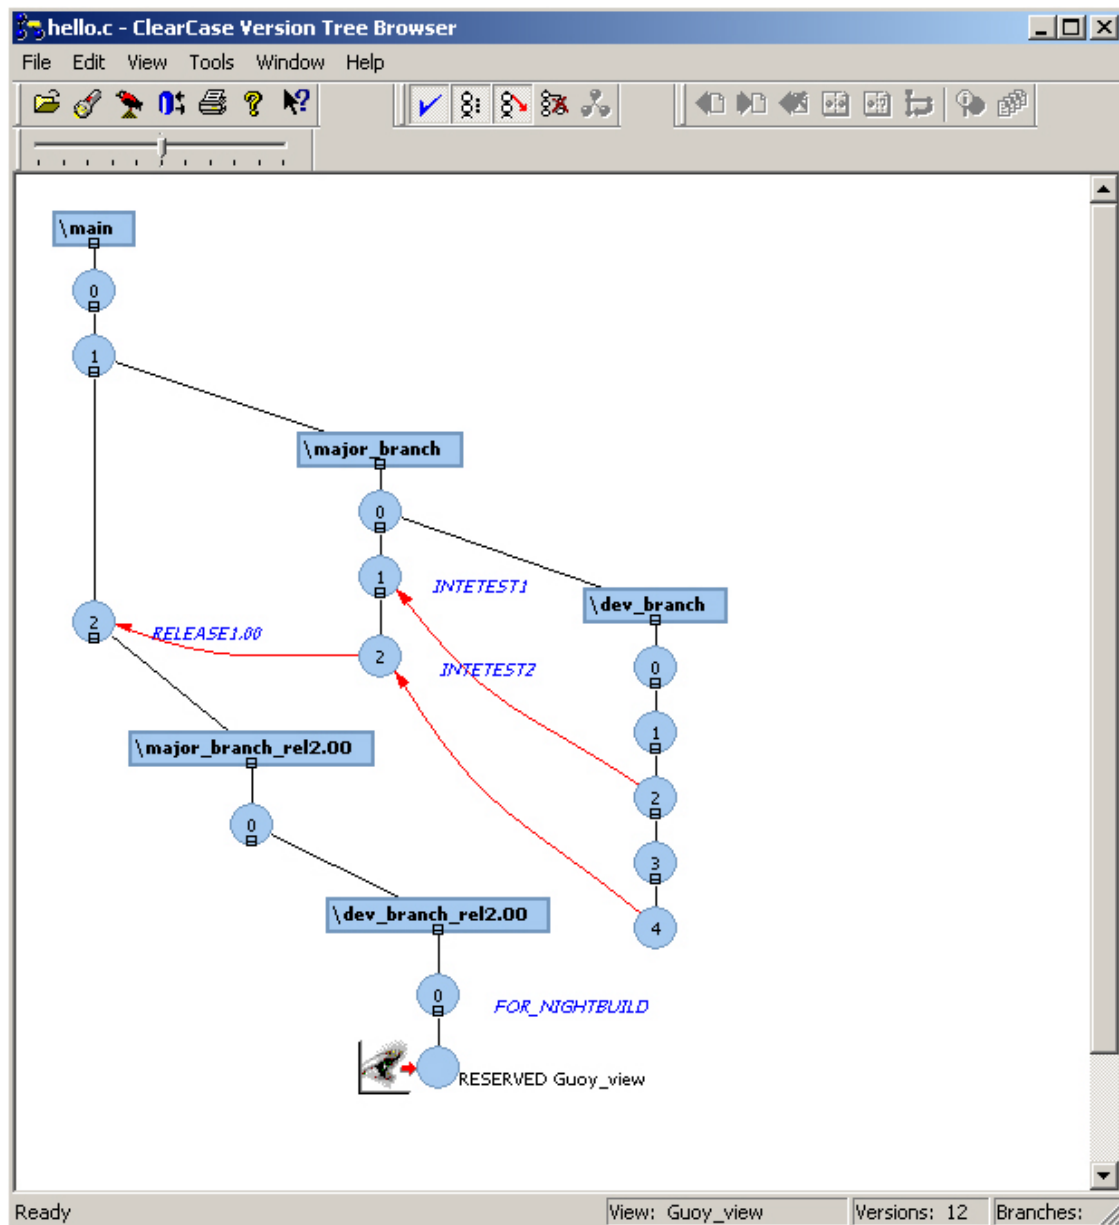 hello.c - ClearCase Version Tree Browser
File Edit View Tools Window Help
\main
0
1
\major_branch
0
1
INTETEST1
\dev_branch
2
RELEASE1.00
2
INTETEST2
0
1
\major_branch_rel2.00
2
0
3
\dev_branch_rel2.00
4
0
FOR_NIGHTBUILD
RESERVED Guoy_view
Ready
View: Guoy_view
Versions: 12
Branches: